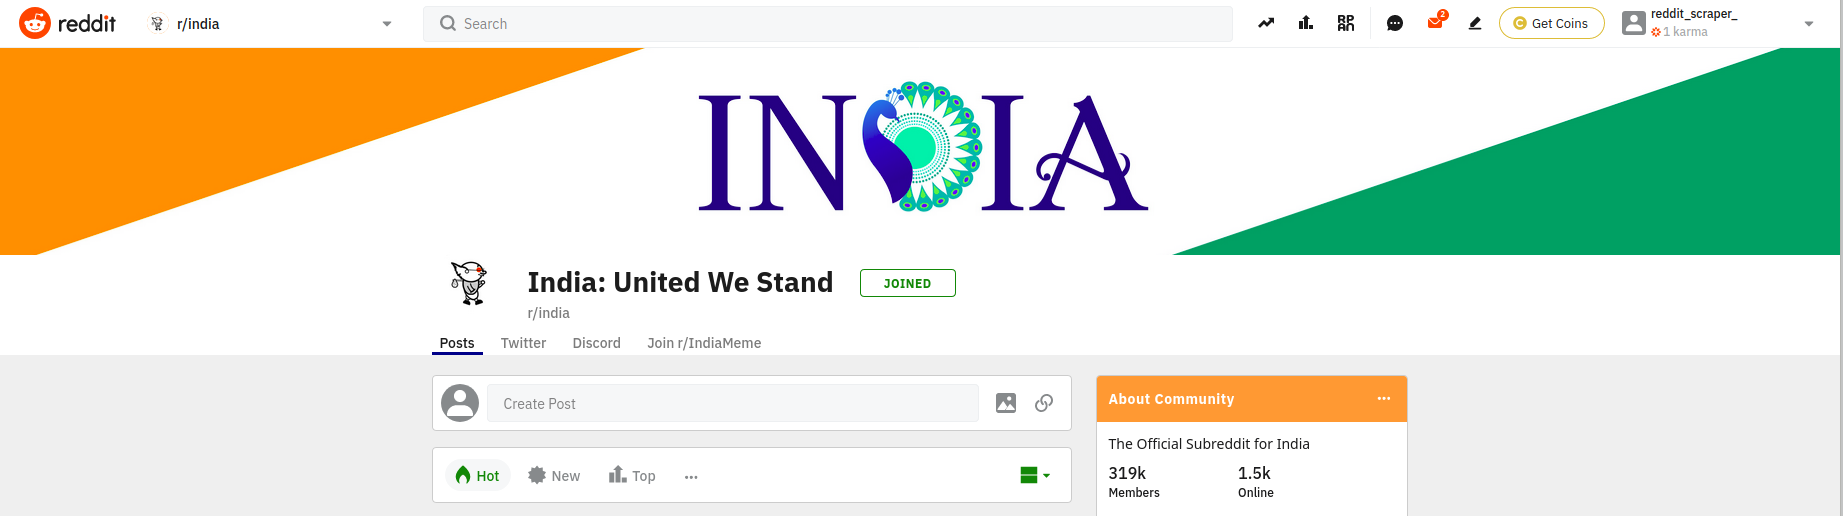 reddit
r/india
Search
RPAN
2
Get Coins
reddit_scraper_
1 karma
INDIA
India: United We Stand
JOINED
r/india
Posts
Twitter
Discord
Join r/IndiaMeme
Create Post
About Community
The Official Subreddit for India
319k
1.5k
Members
Online
Hot
New
Top